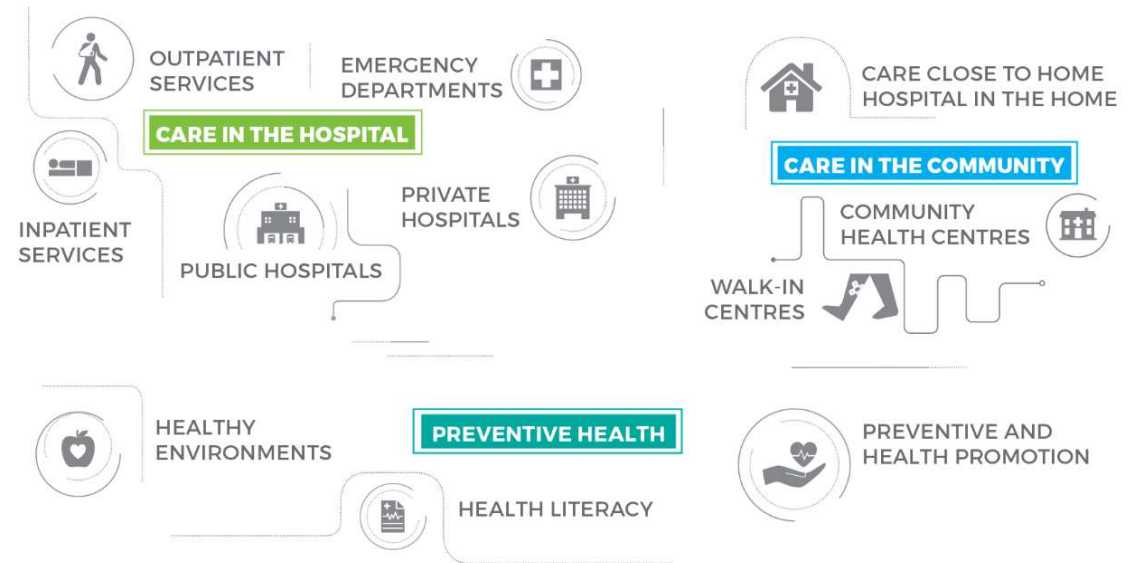 OUTPATIENT
SERVICES
EMERGENCY
DEPARTMENTS
CARE IN THE HOSPITAL
INPATIENT
SERVICES
PUBLIC HOSPITALS
PRIVATE
HOSPITALS
CARE CLOSE TO HOME
HOSPITAL IN THE HOME
CARE IN THE COMMUNITY
COMMUNITY
HEALTH CENTRES
WALK-IN
CENTRES
HEALTHY
ENVIRONMENTS
PREVENTIVE HEALTH
HEALTH LITERACY
PREVENTIVE AND
HEALTH PROMOTION